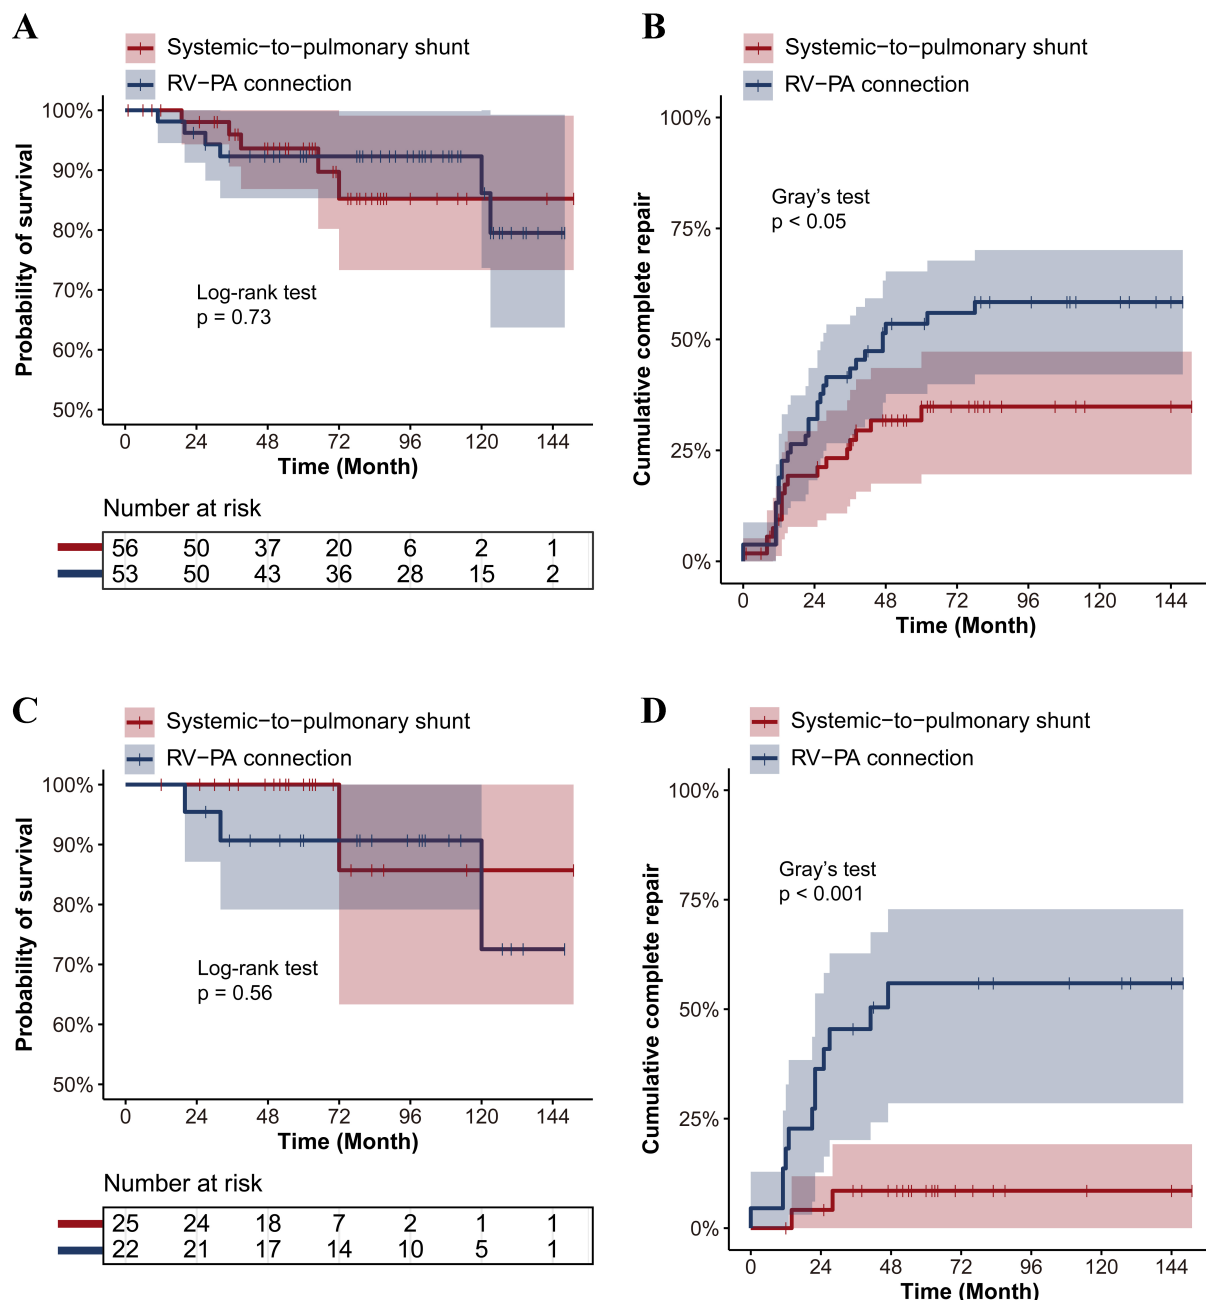 A
Systemic−to−pulmonary shunt
RV−PA connection
100%
90%
80%
70%
60%
50%
Probability of survival
Log-rank test
p = 0.73
0 24 48 72 96 120 144
Time (Month)
Number at risk
56 50 37 20 6 2 1
53 50 43 36 28 15 2
B
Systemic−to−pulmonary shunt
RV−PA connection
100%
75%
50%
25%
0%
Cumulative complete repair
Gray's test
p < 0.05
0 24 48 72 96 120 144
Time (Month)
C
Systemic−to−pulmonary shunt
RV−PA connection
100%
90%
80%
70%
60%
50%
Probability of survival
Log-rank test
p = 0.56
0 24 48 72 96 120 144
Time (Month)
Number at risk
25 24 18 7 2 1 1
22 21 17 14 10 5 1
D
Systemic−to−pulmonary shunt
RV−PA connection
100%
75%
50%
25%
0%
Cumulative complete repair
Gray's test
p < 0.001
0 24 48 72 96 120 144
Time (Month)